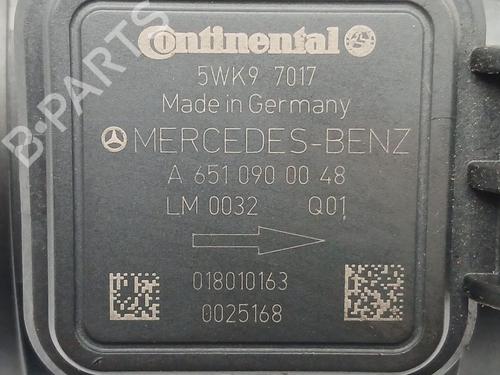 Continental
5WK9 7017
Made in Germany
MERCEDES-BENZ
A 651 090 00 48
LM 0032 Q01
018010163
0025168
B-PARTS